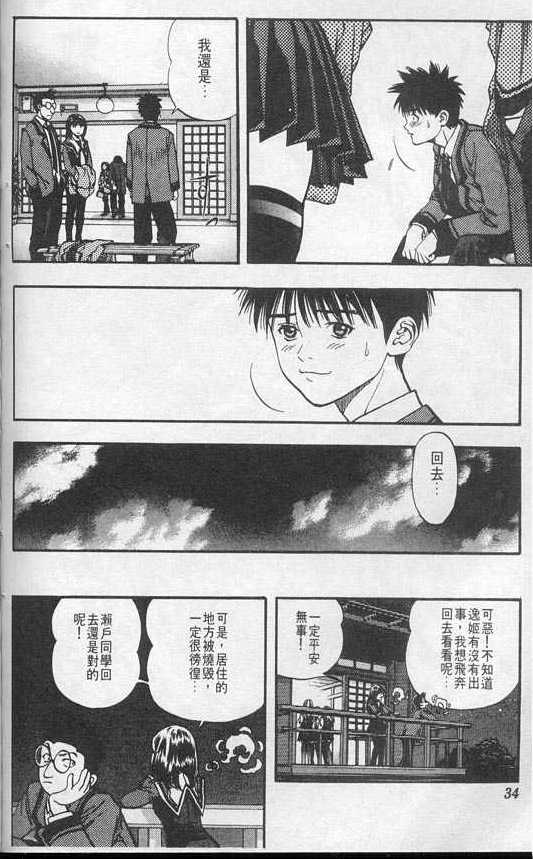 我
還
是
…
す
回
去
…
可惡！不知道
逸姬有沒有出
事，我想飛奔
回去看看呢…
一定平安
無事！
可是，居住的
地方被燒毀，
一定很徬徨。
瀨戶同學回
去還是對的
呢！
34